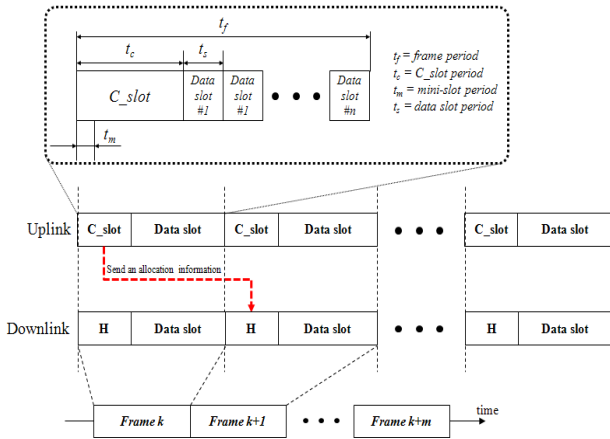 t_f
t_c t_s
C_slot
Data slot #1
Data slot #1
Data slot #n
t_m
t_f = frame period
t_c = C_slot period
t_m = mini-slot period
t_s = data slot period
Uplink C_slot Data slot C_slot Data slot C_slot Data slot
Send an allocation information
Downlink H Data slot H Data slot H Data slot
Frame k Frame k+1 Frame k+m time